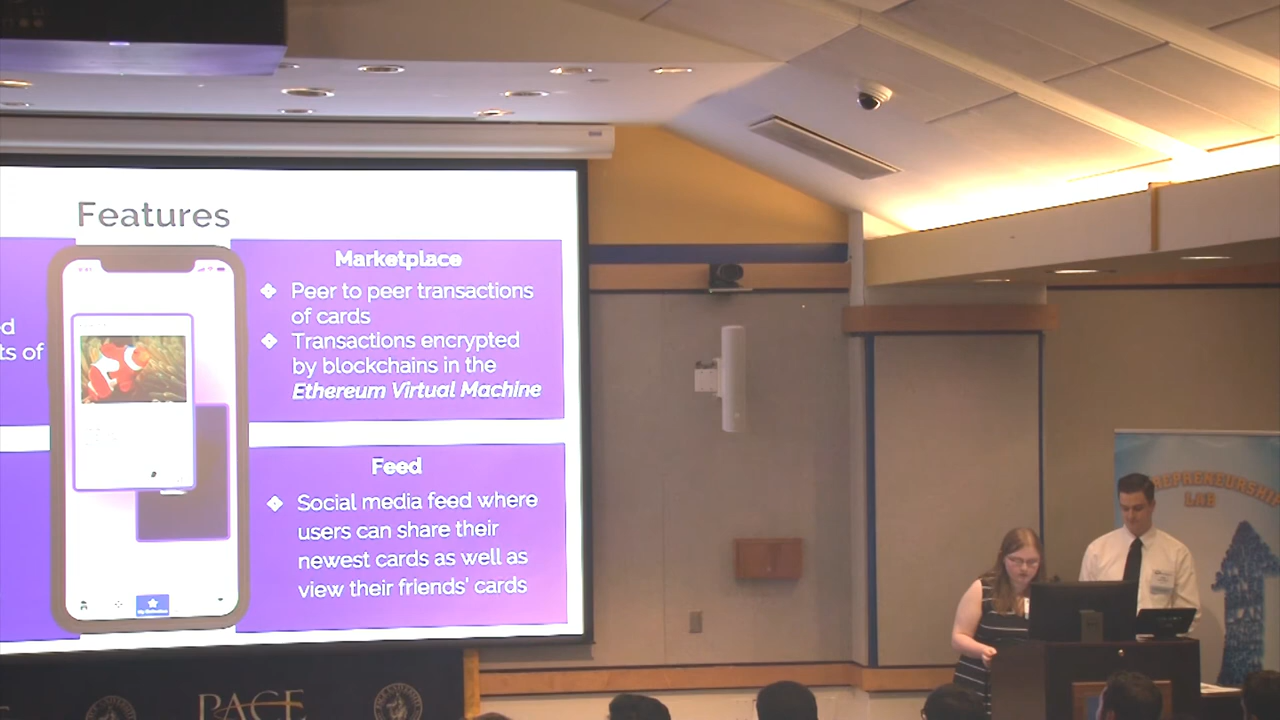 Features
d
ts of
Marketplace
❖ Peer to peer transactions
of cards
❖ Transactions encrypted
by blockchains in the
Ethereum Virtual Machine
Feed
❖ Social media feed where
users can share their
newest cards as well as
view their friends' cards
REPRENEURSHI
LAB
PACE